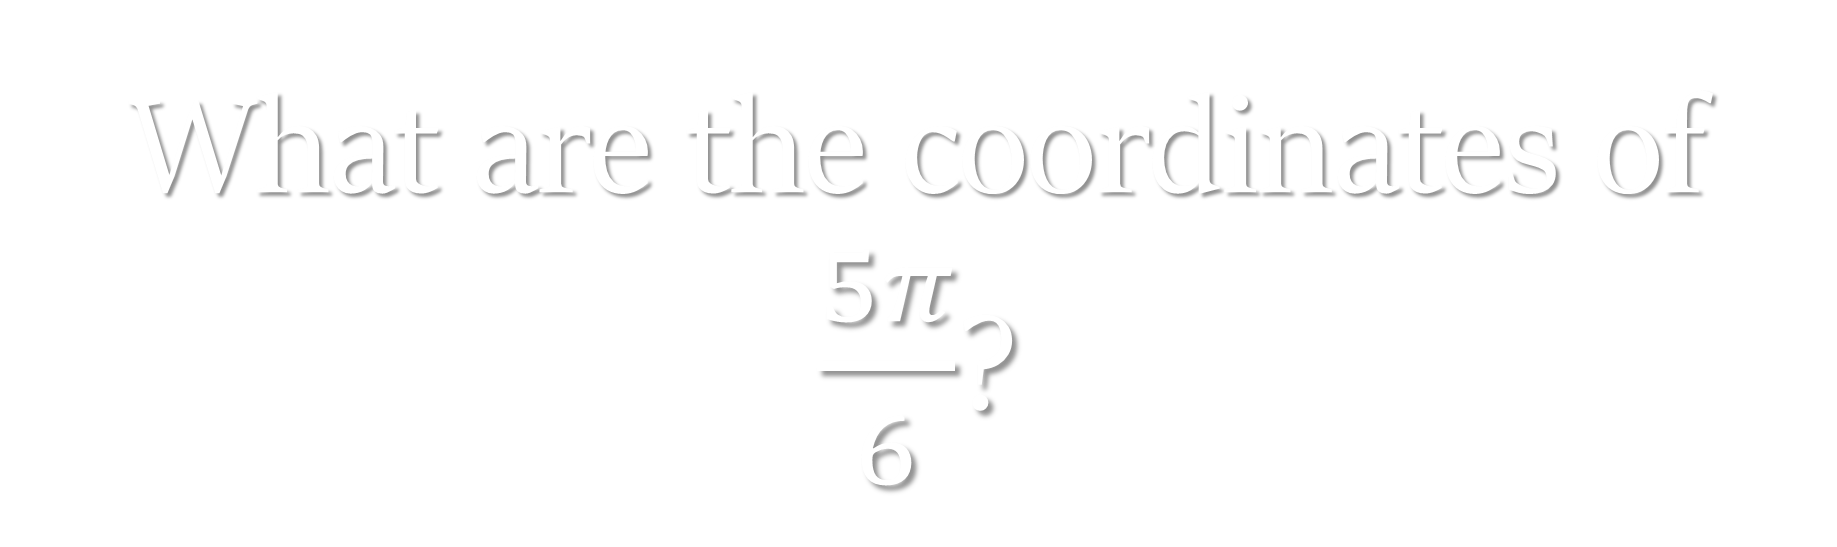 What are the coordinates of
5π/6?